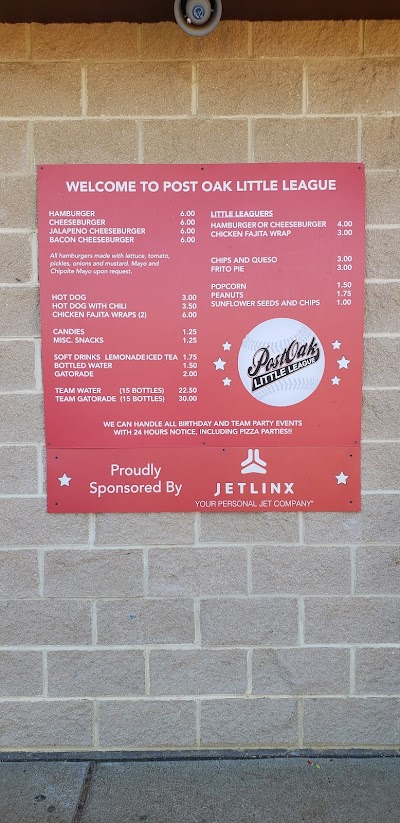 WELCOME TO POST OAK LITTLE LEAGUE
HAMBURGER 6.00
CHEESEBURGER 6.00
JALAPENO CHEESEBURGER 6.00
BACON CHEESEBURGER 6.00
All hamburgers made with lettuce, tomato,
pickles, onions and mustard. Mayo and
Chipolte Mayo upon request.
HOT DOG 3.00
HOT DOG WITH CHILI 3.50
CHICKEN FAJITA WRAPS (2) 6.00
CANDIES 1.25
MISC. SNACKS 1.25
SOFT DRINKS LEMONADE ICED TEA 1.75
BOTTLED WATER 1.50
GATORADE 2.00
TEAM WATER (15 BOTTLES) 22.50
TEAM GATORADE (15 BOTTLES) 30.00
LITTLE LEAGUERS
HAMBURGER OR CHEESEBURGER 4.00
CHICKEN FAJITA WRAP 3.00
CHIPS AND QUESO 3.00
FRITO PIE 3.00
POPCORN 1.50
PEANUTS 1.75
SUNFLOWER SEEDS AND CHIPS 1.00
Post Oak
LITTLE LEAGUE
WE CAN HANDLE ALL BIRTHDAY AND TEAM PARTY EVENTS
WITH 24 HOURS NOTICE, INCLUDING PIZZA PARTIES!!
Proudly
Sponsored By
JETLINX
YOUR PERSONAL JET COMPANY®